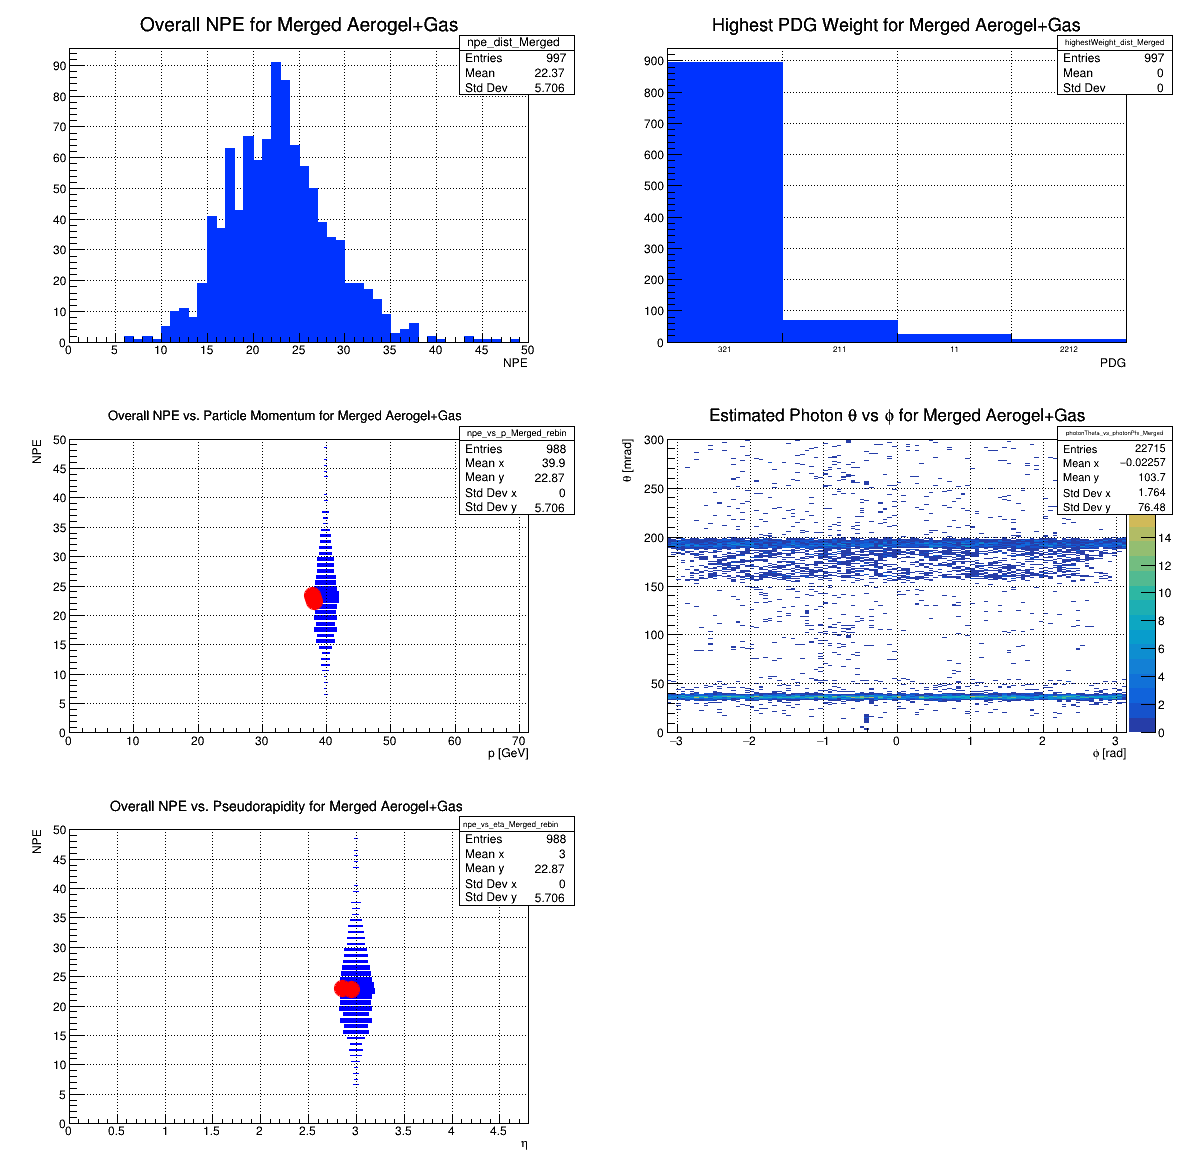 Overall NPE for Merged Aerogel+Gas
npe_dist_Merged
Entries 997
Mean 22.37
Std Dev 5.706
90
80
70
60
50
40
30
20
10
0
0 5 10 15 20 25 30 35 40 45 50
NPE
Highest PDG Weight for Merged Aerogel+Gas
highestWeight_dist_Merged
Entries 997
Mean 0
Std Dev 0
900
800
700
600
500
400
300
200
100
0
321 211 11 2212
PDG
Overall NPE vs. Particle Momentum for Merged Aerogel+Gas
npe_vs_p_Merged_rebin
Entries 988
Mean x 39.9
Mean y 22.87
Std Dev x 0
Std Dev y 5.706
NPE
50
45
40
35
30
25
20
15
10
5
0
0 10 20 30 40 50 60 70
p [GeV]
Estimated Photon θ vs ϕ for Merged Aerogel+Gas
photonTheta_vs_photonPhi_Merged
Entries 22715
Mean x −0.02257
Mean y 103.7
Std Dev x 1.764
Std Dev y 76.48
θ [mrad]
300
250
200
150
100
50
0
−3 −2 −1 0 1 2 3
ϕ [rad]
14
12
10
8
6
4
2
0
Overall NPE vs. Pseudorapidity for Merged Aerogel+Gas
npe_vs_eta_Merged_rebin
Entries 988
Mean x 3
Mean y 22.87
Std Dev x 0
Std Dev y 5.706
NPE
50
45
40
35
30
25
20
15
10
5
0
0 0.5 1 1.5 2 2.5 3 3.5 4 4.5
η